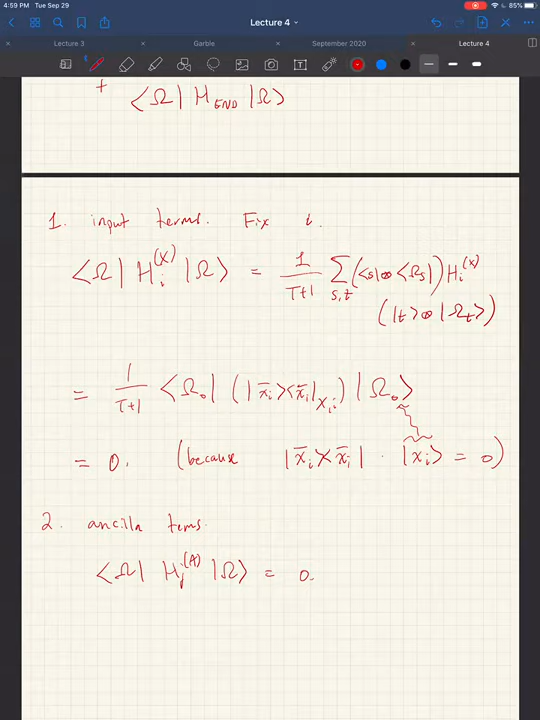 4:59 PM Tue Sep 29
85%
Lecture 4
Lecture 3
Garble
September 2020
Lecture 4
+ ⟨Ω| H_END |Ω⟩
1. input terms. Fix i.
⟨Ω| H_i^(X) |Ω⟩ = 1/(T+1) Σ_{s,t} (⟨s| ⊗ ⟨Ω_s|) H_i^(X)
(|t⟩ ⊗ |Ω_t⟩)
= 1/(T+1) ⟨Ω_0| (|x̄_i⟩⟨x̄_i|_{X_i}) |Ω_0⟩
= 0. (because |x̄_i⟩⟨x̄_i| · |x_i⟩ = 0)
2. ancilla terms.
⟨Ω| H_j^(A) |Ω⟩ = 0.